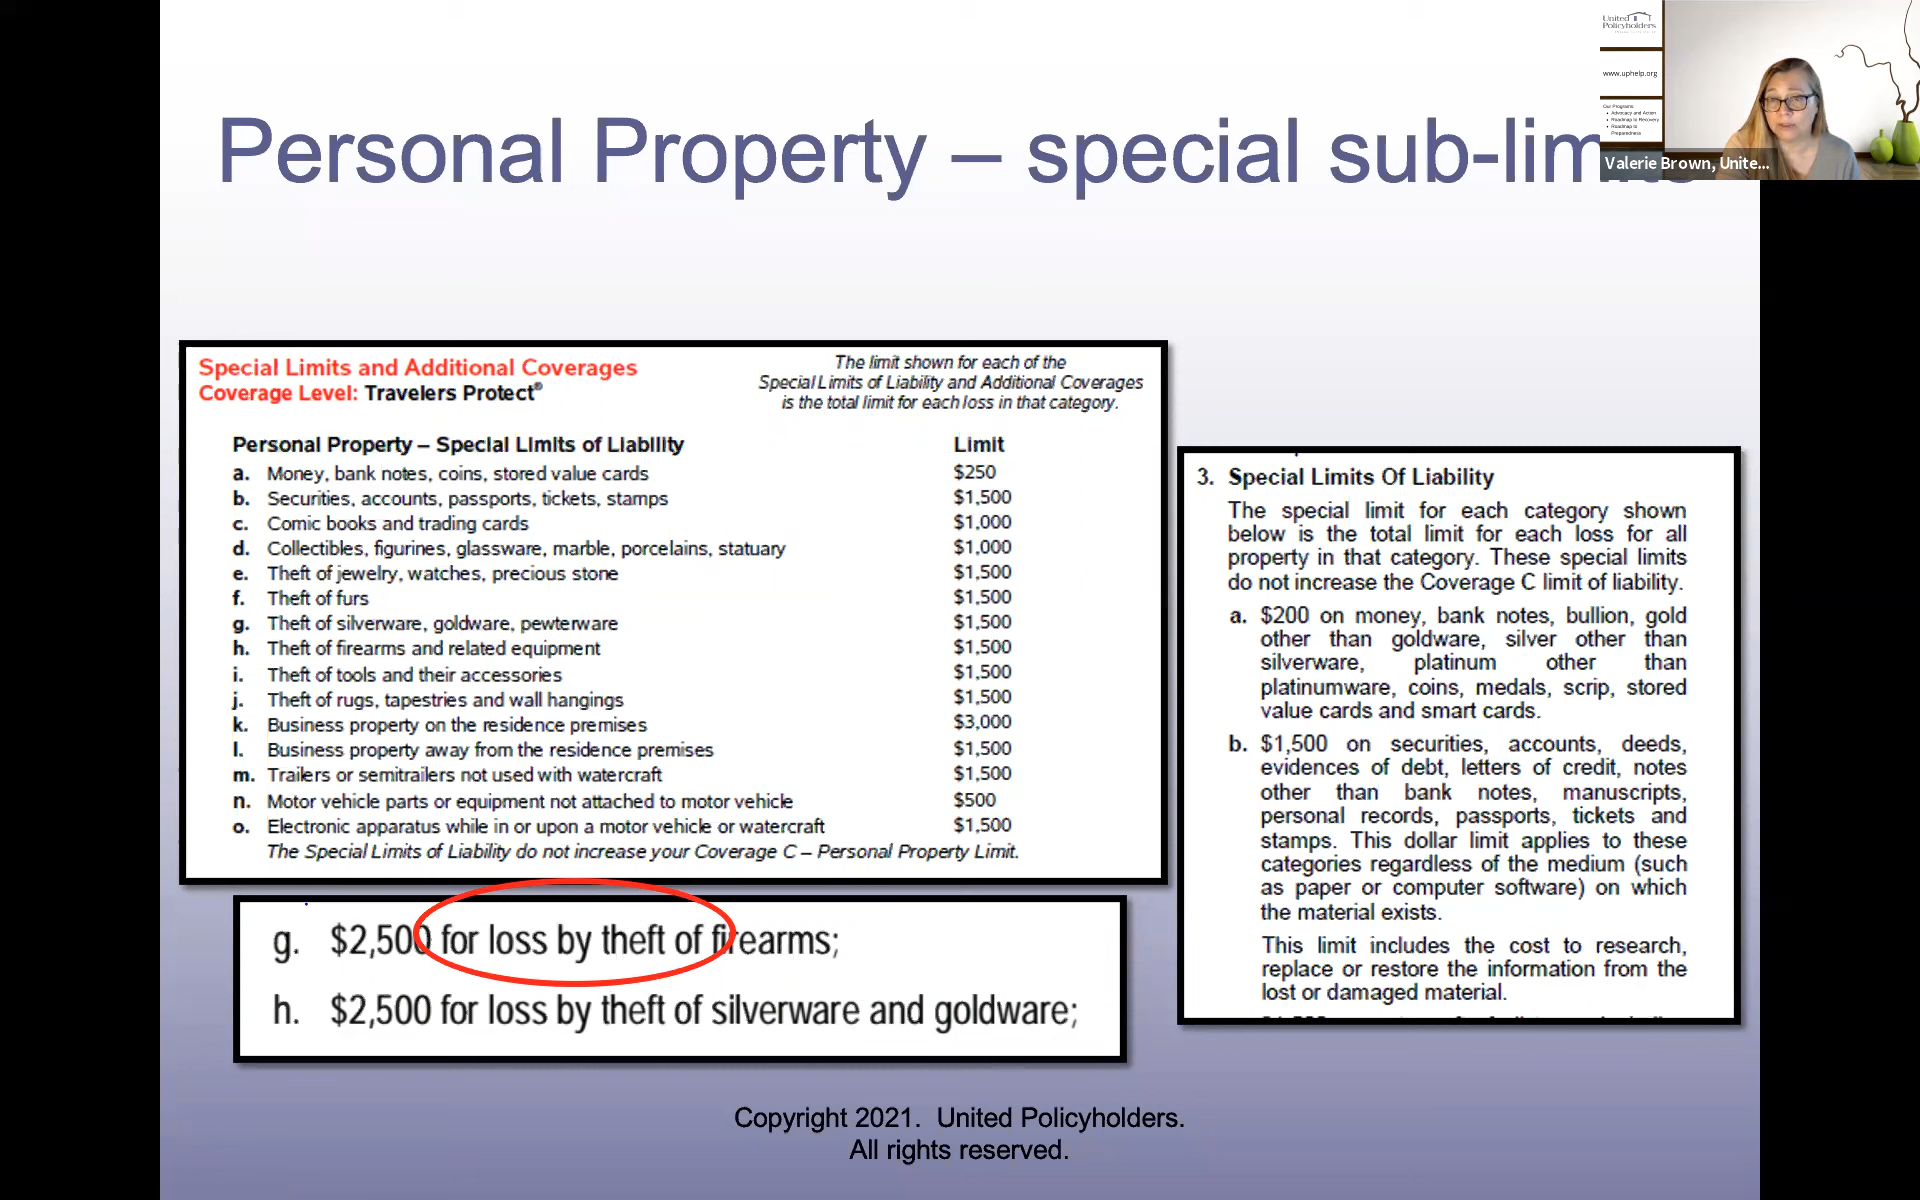 Personal Property – special sub-lim
United
Policyholders
www.uphelp.org
Our Programs:
• Advocacy and Action
• Roadmap to Recovery
• Roadmap to
Preparedness
Valerie Brown, Unite...
Special Limits and Additional Coverages
Coverage Level: Travelers Protect®
The limit shown for each of the
Special Limits of Liability and Additional Coverages
is the total limit for each loss in that category.
Personal Property – Special Limits of Liability Limit
a. Money, bank notes, coins, stored value cards $250
b. Securities, accounts, passports, tickets, stamps $1,500
c. Comic books and trading cards $1,000
d. Collectibles, figurines, glassware, marble, porcelains, statuary $1,000
e. Theft of jewelry, watches, precious stone $1,500
f. Theft of furs $1,500
g. Theft of silverware, goldware, pewterware $1,500
h. Theft of firearms and related equipment $1,500
i. Theft of tools and their accessories $1,500
j. Theft of rugs, tapestries and wall hangings $1,500
k. Business property on the residence premises $3,000
l. Business property away from the residence premises $1,500
m. Trailers or semitrailers not used with watercraft $1,500
n. Motor vehicle parts or equipment not attached to motor vehicle $500
o. Electronic apparatus while in or upon a motor vehicle or watercraft $1,500
The Special Limits of Liability do not increase your Coverage C – Personal Property Limit.
g. $2,500 for loss by theft of firearms;
h. $2,500 for loss by theft of silverware and goldware;
3. Special Limits Of Liability
The special limit for each category shown
below is the total limit for each loss for all
property in that category. These special limits
do not increase the Coverage C limit of liability.
a. $200 on money, bank notes, bullion, gold
other than goldware, silver other than
silverware, platinum other than
platinumware, coins, medals, scrip, stored
value cards and smart cards.
b. $1,500 on securities, accounts, deeds,
evidences of debt, letters of credit, notes
other than bank notes, manuscripts,
personal records, passports, tickets and
stamps. This dollar limit applies to these
categories regardless of the medium (such
as paper or computer software) on which
the material exists.
This limit includes the cost to research,
replace or restore the information from the
lost or damaged material.
Copyright 2021. United Policyholders.
All rights reserved.